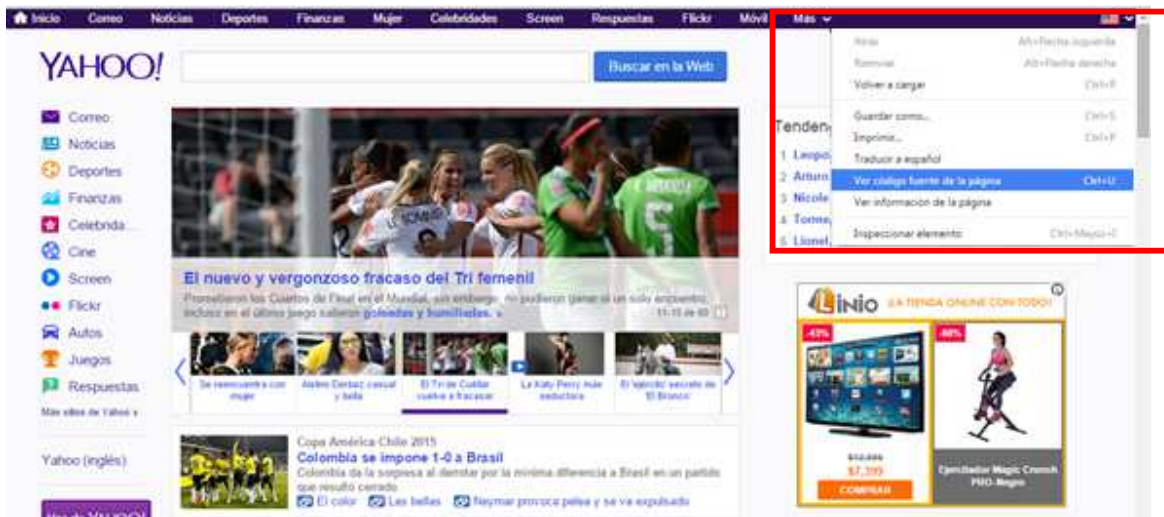 Inicio Correo Noticias Deportes Finanzas Mujer Celebridades Screen Respuestas Flickr Móvil Más
YAHOO!
Buscar en la Web
Correo
Noticias
Deportes
Finanzas
Celebrida...
Cine
Screen
Flickr
Autos
Juegos
Respuestas
Más sitios de Yahoo
Yahoo (inglés)
El nuevo y vergonzoso fracaso del Tri femenil
Prometieron los Cuartos de Final en el Mundial, sin embargo, no pudieron ganar ni un solo encuentro.
Incluso en el último juego salieron goleadas y humilladas. »
11-15 de 60
Se reencuentra con
mujer
Aislinn Derbez casual
y bella
El Tri de Cuéllar
vuelve a fracasar
La Katy Perry más
seductora
El 'ejército' secreto de
'El Bronco'
Copa América Chile 2015
Colombia se impone 1-0 a Brasil
Colombia da la sorpresa al derrotar por la mínima diferencia a Brasil en un partido
que resultó cerrado.
El color Las bellas Neymar provoca pelea y se va expulsado
Atrás Alt+Flecha izquierda
Reenviar Alt+Flecha derecha
Volver a cargar Ctrl+R
Guardar como... Ctrl+S
Imprimir... Ctrl+P
Traducir a español
Ver código fuente de la página Ctrl+U
Ver información de la página
Inspeccionar elemento Ctrl+Mayús+I
Tenden
1 Leopo
2 Arturo
3 Nicole
4 Torme
5 Lionel
Linio ¡LA TIENDA ONLINE CON TODO!
-43%
$12,999
$7,399
COMPRAR
-60%
Ejercitador Magic Crunch
PRO-Negro